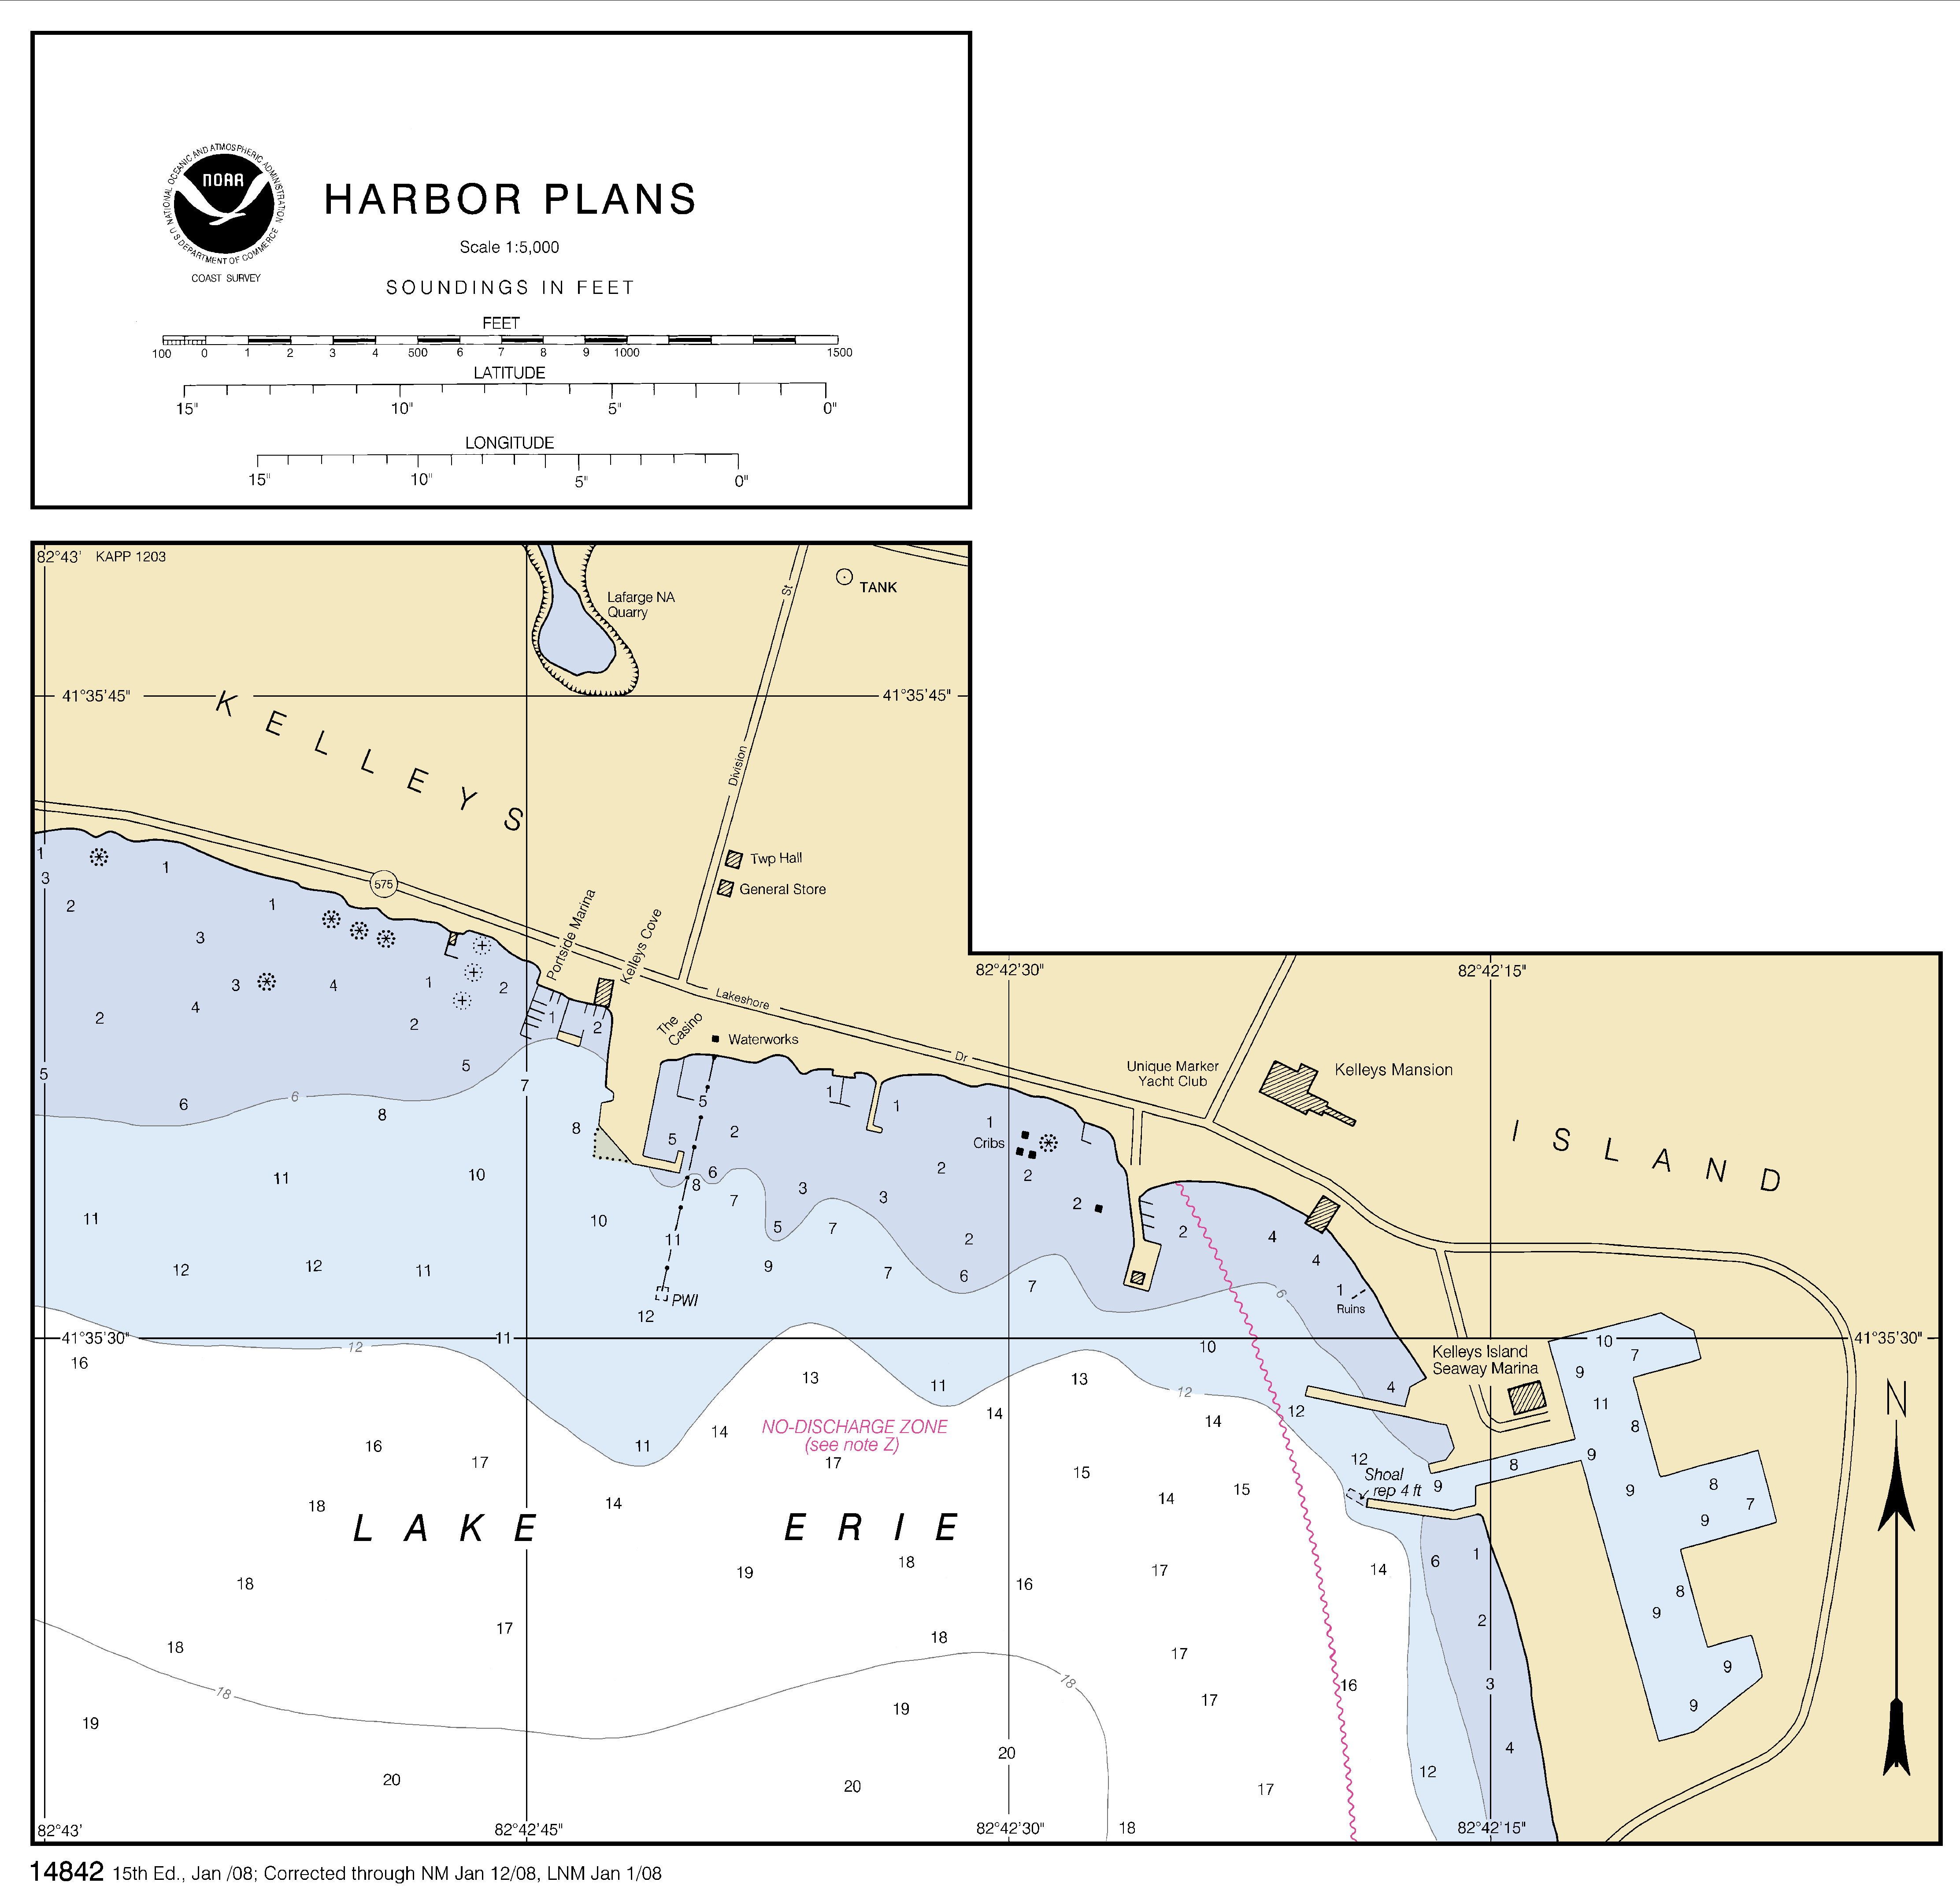 NATIONAL OCEANIC AND ATMOSPHERIC ADMINISTRATION
U S DEPARTMENT OF COMMERCE
NOAA
COAST SURVEY
HARBOR PLANS
Scale 1:5,000
SOUNDINGS IN FEET
FEET
100 0 1 2 3 4 500 6 7 8 9 1000 1500
LATITUDE
15" 10" 5" 0"
LONGITUDE
15" 10" 5" 0"
82°43' KAPP 1203
TANK
St
Lafarge NA
Quarry
41°35'45" 41°35'45"
KELLEYS
Division
Twp Hall
General Store
575
Portside Marina
Kelleys Cove
Lakeshore
Dr
The
Casino
Waterworks
82°42'30" 82°42'15"
Unique Marker
Yacht Club
Kelleys Mansion
ISLAND
1
3
2
1
1
3
3
4
4
1
2
2
2
5
5
1
2
7
6
6
8
8
5
1
1
1
Cribs
2
5
2
6
8
7
3
3
2
2
2
2
4
4
1
Ruins
11
10
11
10
11
5
7
2
9
7
6
7
6
12
12
11
PWI
12
41°35'30" 11 41°35'30"
12
10
16
13
11
13
12
14
14
12
4
Kelleys Island
Seaway Marina
10
7
9
11
8
9
8
9
8
7
9
8
9
9
9
NO-DISCHARGE ZONE
(see note Z)
17
14
11
16
17
15
14
15
12
Shoal
rep 4 ft
9
18
14
LAKE ERIE
18
19
18
16
17
14
6
1
2
17
18
18
17
18
18
16
3
19
19
17
20
4
20
20
17
12
82°43' 82°42'45" 82°42'30" 18 82°42'15"
N
14842 15th Ed., Jan /08; Corrected through NM Jan 12/08, LNM Jan 1/08